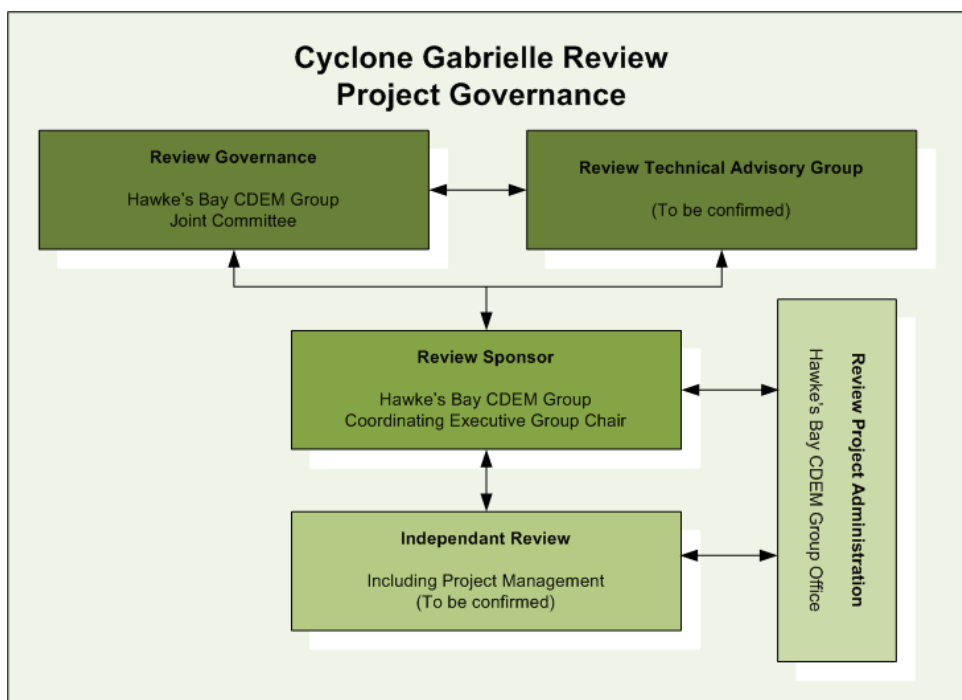 Cyclone Gabrielle Review
Project Governance
Review Governance
Hawke's Bay CDEM Group
Joint Committee
Review Technical Advisory Group
(To be confirmed)
Review Sponsor
Hawke's Bay CDEM Group
Coordinating Executive Group Chair
Review Project Administration
Hawke's Bay CDEM Group Office
Independant Review
Including Project Management
(To be confirmed)